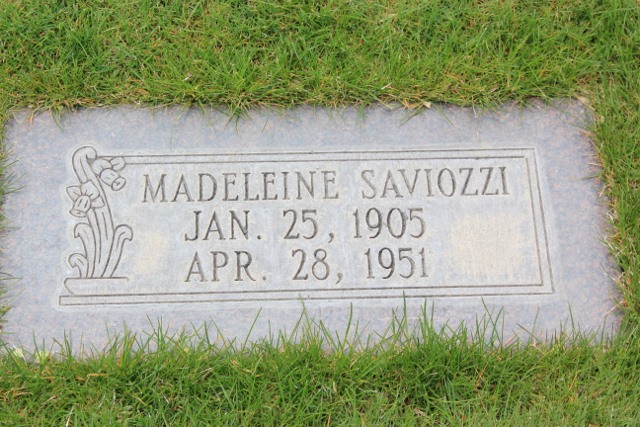 MADELEINE SAVIOZZI
JAN. 25, 1905
APR. 28, 1951